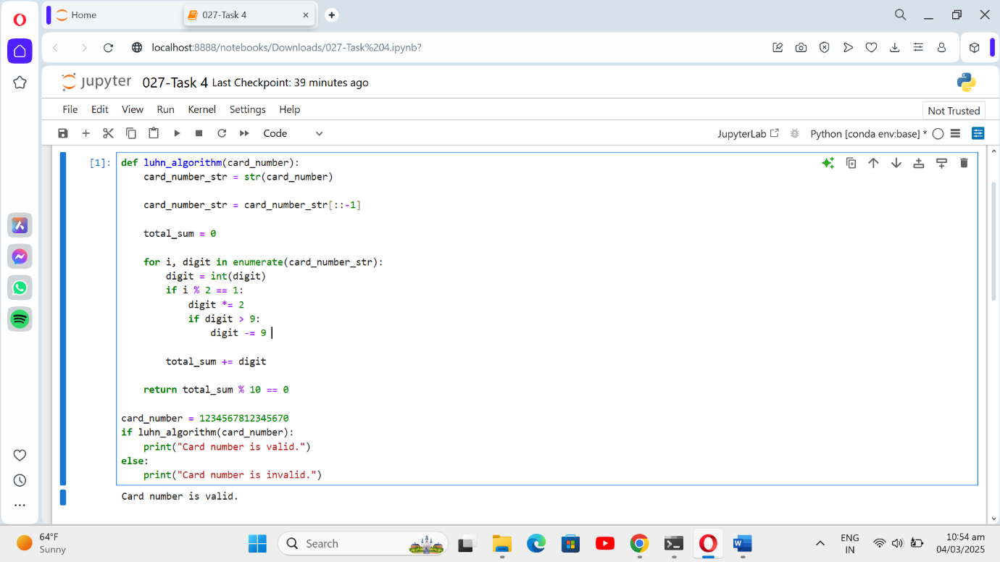 Home
027-Task 4
localhost:8888/notebooks/Downloads/027-Task%204.ipynb?
jupyter 027-Task 4 Last Checkpoint: 39 minutes ago
File Edit View Run Kernel Settings Help
Not Trusted
Code
JupyterLab
Python [conda env:base] *
[1]: def luhn_algorithm(card_number):
    card_number_str = str(card_number)
    card_number_str = card_number_str[::-1]
    total_sum = 0
    for i, digit in enumerate(card_number_str):
        digit = int(digit)
        if i % 2 == 1:
            digit *= 2
            if digit > 9:
                digit -= 9
        total_sum += digit
    return total_sum % 10 == 0
card_number = 1234567812345670
if luhn_algorithm(card_number):
    print("Card number is valid.")
else:
    print("Card number is invalid.")
Card number is valid.
64°F
Sunny
Search
ENG
IN
10:54 am
04/03/2025